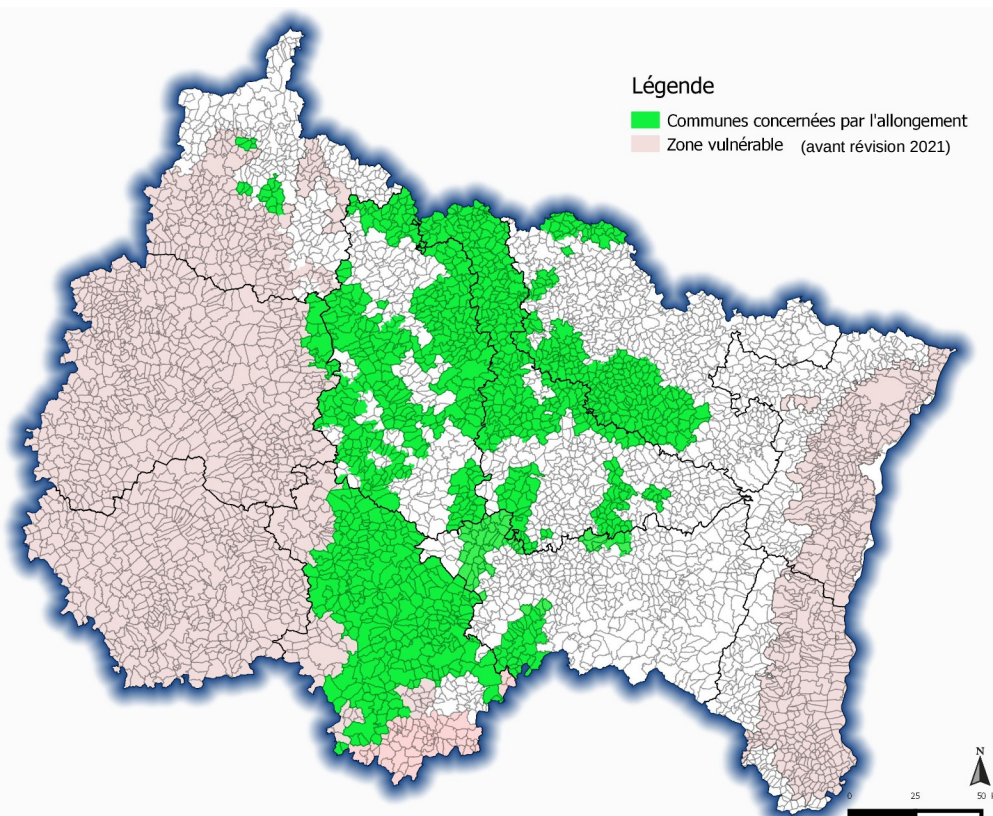 Légende
Communes concernées par l'allongement
Zone vulnérable (avant révision 2021)
N
0 25 50